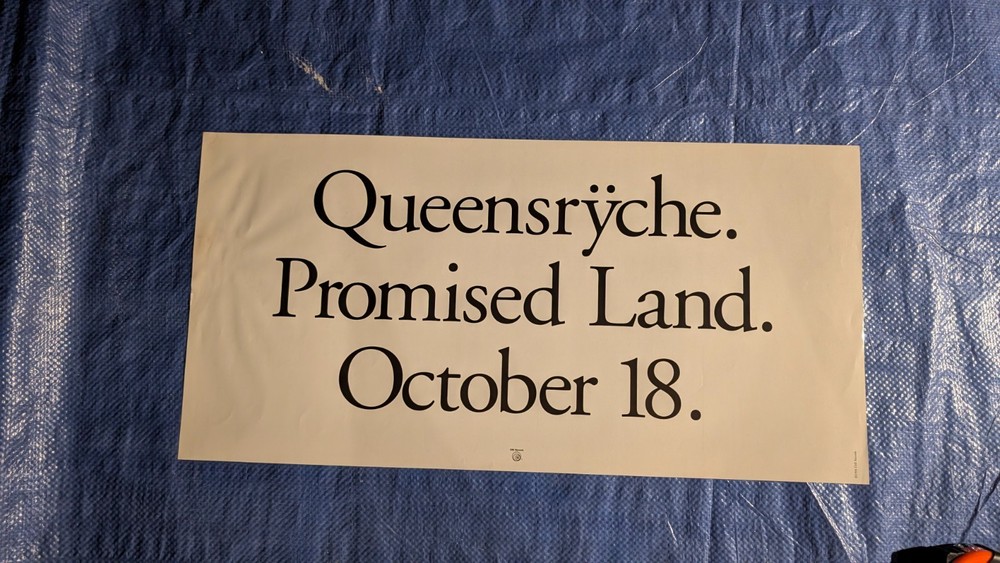 Queensrÿche.
Promised Land.
October 18.